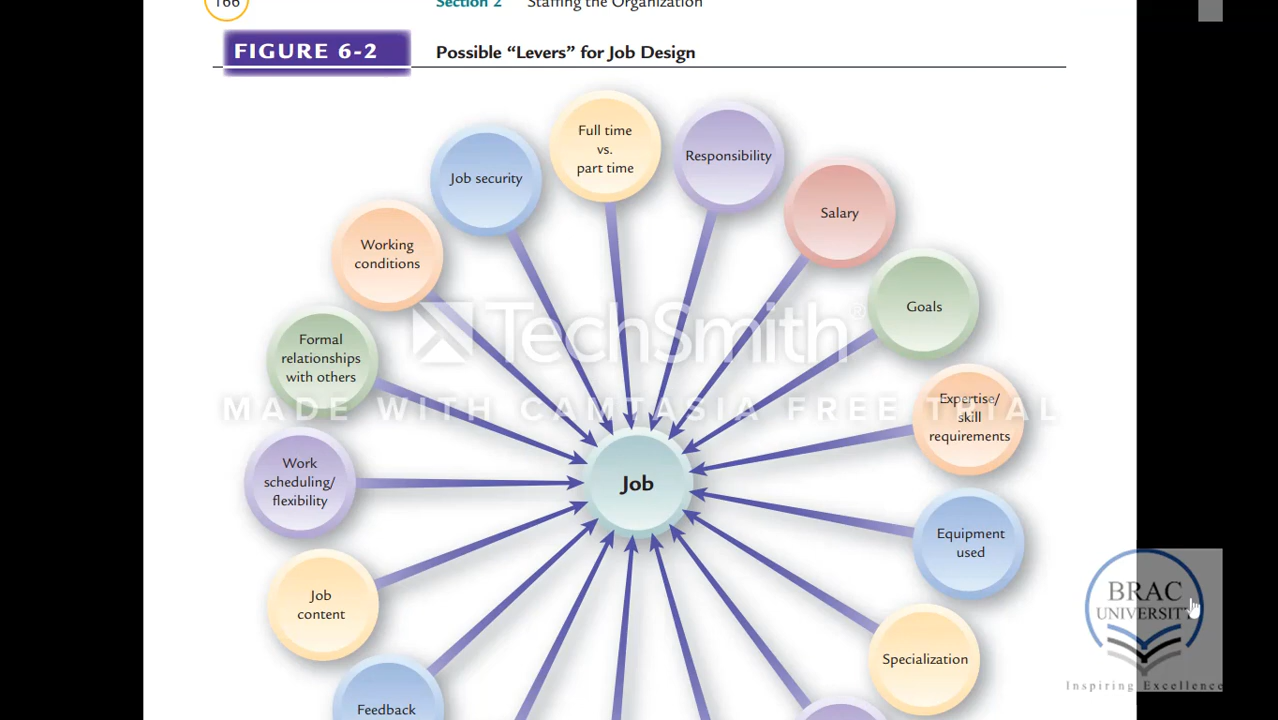 166
Section 2 Staffing the Organization
FIGURE 6-2
Possible “Levers” for Job Design
Full time
vs.
part time
Responsibility
Job security
Salary
Working
conditions
Goals
Formal
relationships
with others
Expertise/
skill
requirements
TechSmith®
MADE WITH CAMTASIA FREE TRIAL
Work
scheduling/
flexibility
Job
Equipment
used
Job
content
Specialization
Feedback
BRAC
UNIVERSITY
Inspiring Excellence